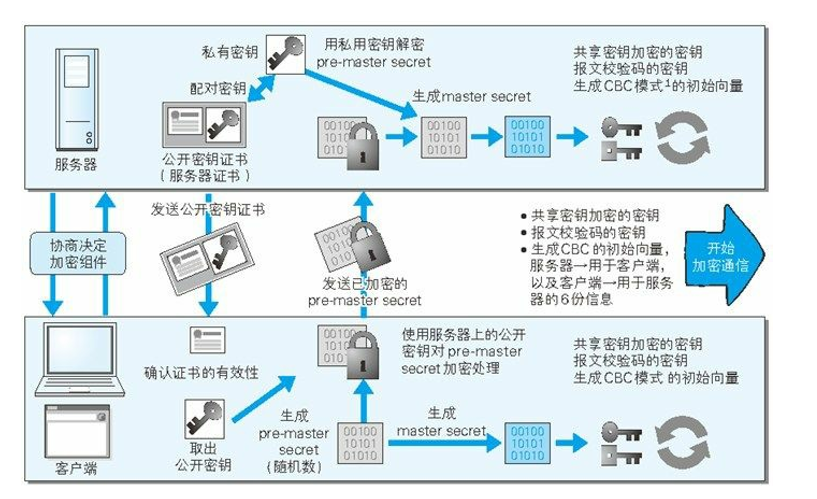 私有密钥
用私用密钥解密
pre-master secret
共享密钥加密的密钥
报文校验码的密钥
生成CBC模式1的初始向量
配对密钥
生成master secret
00100
10101
01010
00100
10101
01010
服务器
公开密钥证书
(服务器证书)
发送公开密钥证书
协商决定
加密组件
发送已加密的
pre-master secret
• 共享密钥加密的密钥
• 报文校验码的密钥
• 生成CBC 的初始向量,
服务器→用于客户端,
以及客户端→用于服务
器的6份信息
开始
加密通信
确认证书的有效性
使用服务器上的公开
密钥对pre-master
secret加密处理
共享密钥加密的密钥
报文校验码的密钥
生成CBC模式 的初始向量
客户端
取出
公开密钥
生成
pre-master
secret
(随机数)
00100
10101
01010
生成
master secret
00100
10101
01010